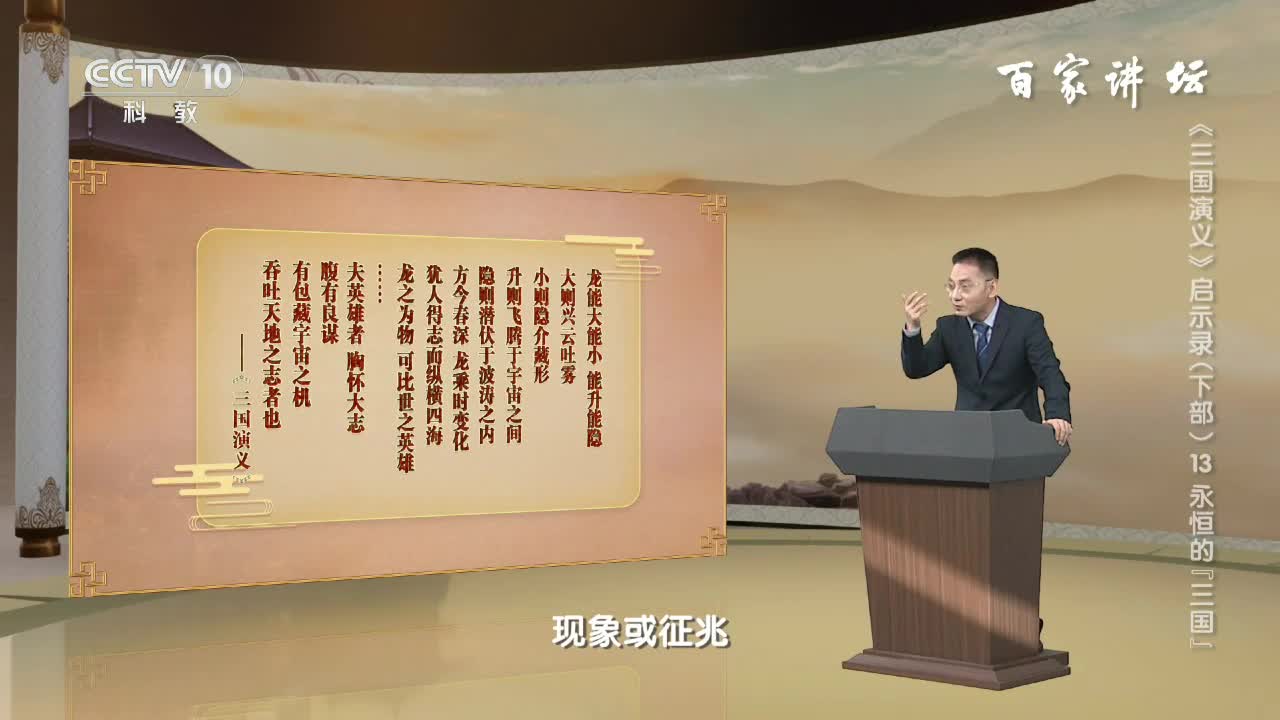 CCTV 10
科教
百家讲坛
《三国演义》启示录(下部)13 永恒的『三国』
龙能大能小 能升能隐
大则兴云吐雾
小则隐介藏形
升则飞腾于宇宙之间
隐则潜伏于波涛之内
方今春深 龙乘时变化
犹人得志而纵横四海
龙之为物 可比世之英雄
……
夫英雄者 胸怀大志
腹有良谋
有包藏宇宙之机
吞吐天地之志者也
——《三国演义》
现象或征兆